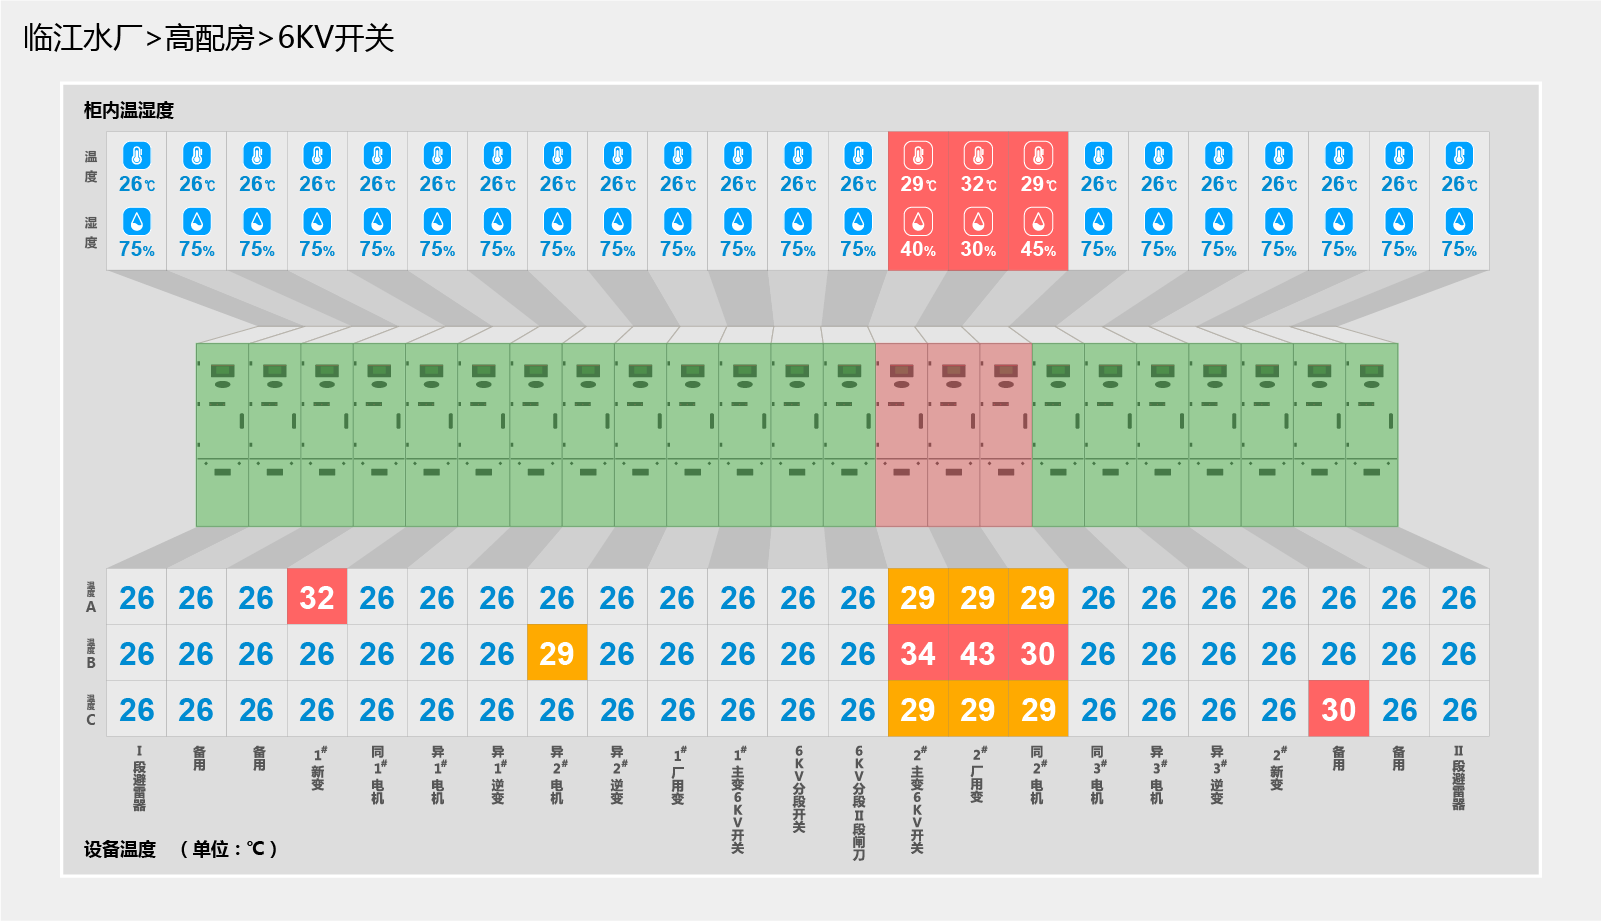 临江水厂>高配房>6KV开关
柜内温湿度
温度
26℃ 26℃ 26℃ 26℃ 26℃ 26℃ 26℃ 26℃ 26℃ 26℃ 26℃ 26℃ 26℃ 29℃ 32℃ 29℃ 26℃ 26℃ 26℃ 26℃ 26℃ 26℃ 26℃
湿度
75% 75% 75% 75% 75% 75% 75% 75% 75% 75% 75% 75% 75% 40% 30% 45% 75% 75% 75% 75% 75% 75% 75%
温度A 26 26 26 32 26 26 26 26 26 26 26 26 26 29 29 29 26 26 26 26 26 26 26
温度B 26 26 26 26 26 26 26 29 26 26 26 26 26 34 43 30 26 26 26 26 26 26 26
温度C 26 26 26 26 26 26 26 26 26 26 26 26 26 29 29 29 26 26 26 26 30 26 26
I段避雷器
备用
备用
1#新变
同1#电机
异1#电机
异1#逆变
异2#电机
异2#逆变
1#厂用变
1#主变6KV开关
6KV分段开关
6KV分段II段闸刀
2#主变6KV开关
2#厂用变
同2#电机
同3#电机
异3#电机
异3#逆变
2#新变
备用
备用
II段避雷器
设备温度 （单位：℃）